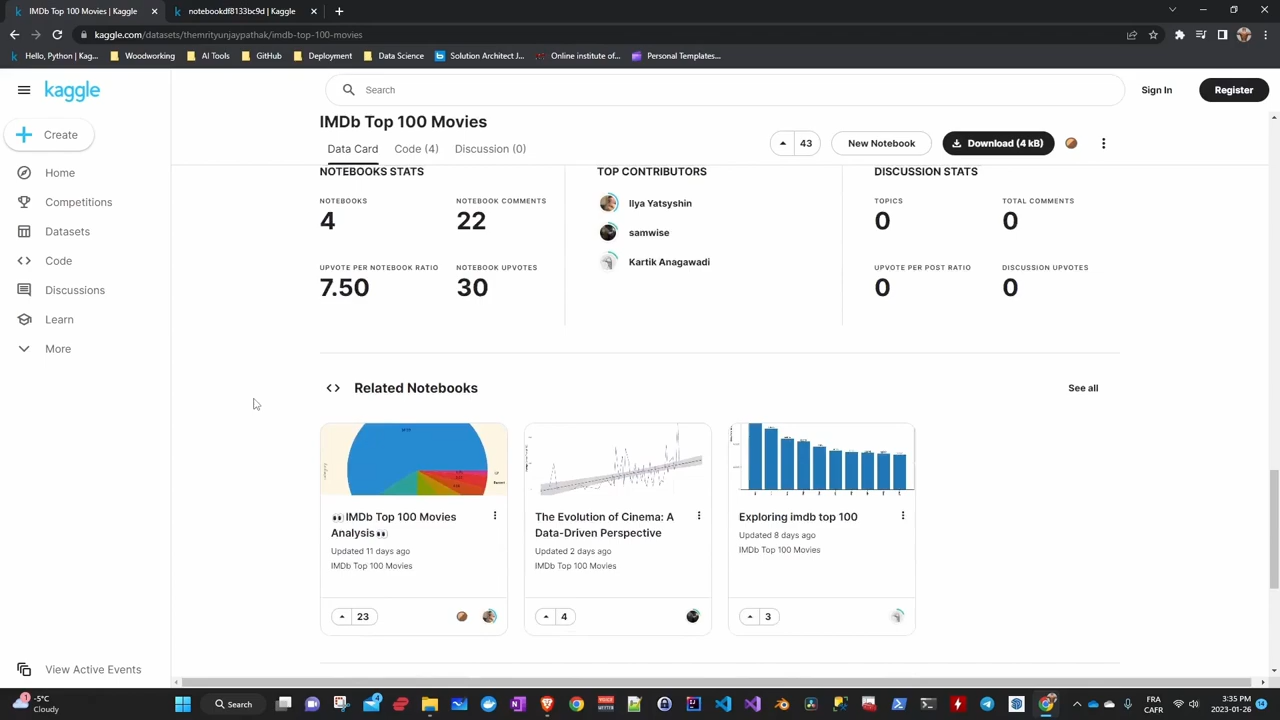 IMDb Top 100 Movies | Kaggle
notebookdf8133bc9d | Kaggle
kaggle.com/datasets/themrityunjaypathak/imdb-top-100-movies
Hello, Python | Kag...
Woodworking
AI Tools
GitHub
Deployment
Data Science
Solution Architect J...
Online institute of...
Personal Templates...
kaggle
Search
Sign In
Register
Create
Home
Competitions
Datasets
Code
Discussions
Learn
More
View Active Events
IMDb Top 100 Movies
Data Card
Code (4)
Discussion (0)
43
New Notebook
Download (4 kB)
NOTEBOOKS STATS
NOTEBOOKS
NOTEBOOK COMMENTS
4
22
UPVOTE PER NOTEBOOK RATIO
NOTEBOOK UPVOTES
7.50
30
TOP CONTRIBUTORS
Ilya Yatsyshin
samwise
Kartik Anagawadi
DISCUSSION STATS
TOPICS
TOTAL COMMENTS
0
0
UPVOTE PER POST RATIO
DISCUSSION UPVOTES
0
0
Related Notebooks
See all
👀IMDb Top 100 Movies
Analysis👀
Updated 11 days ago
IMDb Top 100 Movies
23
The Evolution of Cinema: A
Data-Driven Perspective
Updated 2 days ago
IMDb Top 100 Movies
4
Exploring imdb top 100
Updated 8 days ago
IMDb Top 100 Movies
3
-5°C
Cloudy
Search
FRA
CAFR
3:35 PM
2023-01-26